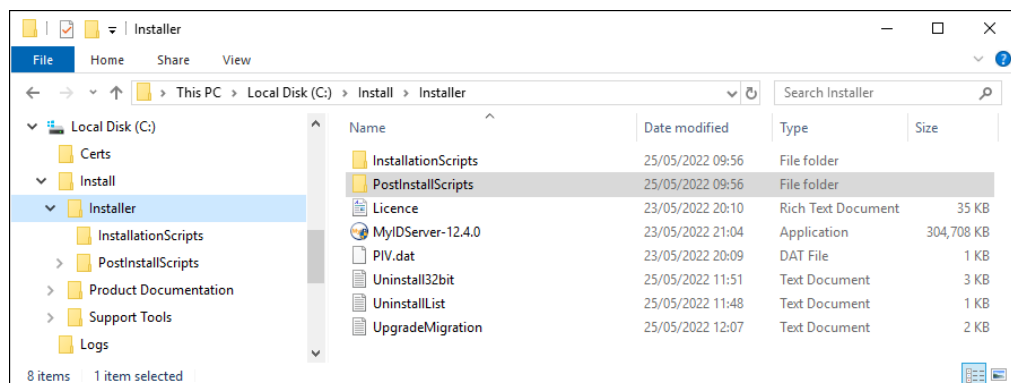 Installer
File Home Share View
This PC > Local Disk (C:) > Install > Installer
Search Installer
Local Disk (C:)
Certs
Install
Installer
InstallationScripts
PostInstallScripts
Product Documentation
Support Tools
Logs
Name Date modified Type Size
InstallationScripts 25/05/2022 09:56 File folder
PostInstallScripts 25/05/2022 09:56 File folder
Licence 23/05/2022 20:10 Rich Text Document 35 KB
MyIDServer-12.4.0 23/05/2022 21:04 Application 304,708 KB
PIV.dat 23/05/2022 20:09 DAT File 1 KB
Uninstall32bit 25/05/2022 11:51 Text Document 3 KB
UninstallList 25/05/2022 11:48 Text Document 1 KB
UpgradeMigration 25/05/2022 12:07 Text Document 2 KB
8 items 1 item selected